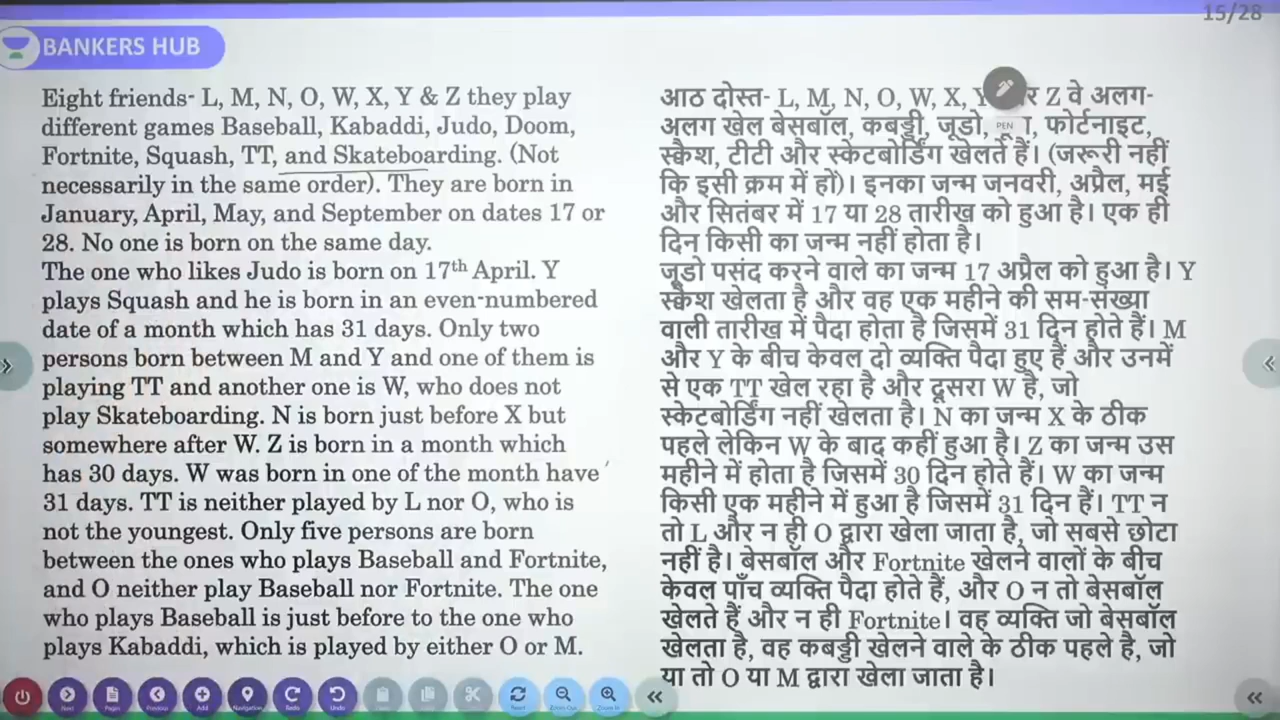 15/28
BANKERS HUB
Eight friends- L, M, N, O, W, X, Y & Z they play
different games Baseball, Kabaddi, Judo, Doom,
Fortnite, Squash, TT, and Skateboarding. (Not
necessarily in the same order). They are born in
January, April, May, and September on dates 17 or
28. No one is born on the same day.
The one who likes Judo is born on 17th April. Y
plays Squash and he is born in an even-numbered
date of a month which has 31 days. Only two
persons born between M and Y and one of them is
playing TT and another one is W, who does not
play Skateboarding. N is born just before X but
somewhere after W. Z is born in a month which
has 30 days. W was born in one of the month have
31 days. TT is neither played by L nor O, who is
not the youngest. Only five persons are born
between the ones who plays Baseball and Fortnite,
and O neither play Baseball nor Fortnite. The one
who plays Baseball is just before to the one who
plays Kabaddi, which is played by either O or M.
आठ दोस्त- L, M, N, O, W, X, Z वे अलग-
अलग खेल बेसबॉल, कबड्डी, जूडो, PEN फोर्टनाइट,
स्क्वैश, टीटी और स्केटबोर्डिंग खेलते हैं। (जरूरी नहीं
कि इसी क्रम में हों)। इनका जन्म जनवरी, अप्रैल, मई
और सितंबर में 17 या 28 तारीख को हुआ है। एक ही
दिन किसी का जन्म नहीं होता है।
जूडो पसंद करने वाले का जन्म 17 अप्रैल को हुआ है। Y
स्क्वैश खेलता है और वह एक महीने की सम-संख्या
वाली तारीख में पैदा होता है जिसमें 31 दिन होते हैं। M
और Y के बीच केवल दो व्यक्ति पैदा हुए हैं और उनमें
से एक TT खेल रहा है और दूसरा W है, जो
स्केटबोर्डिंग नहीं खेलता है। N का जन्म X के ठीक
पहले लेकिन W के बाद कहीं हुआ है। Z का जन्म उस
महीने में होता है जिसमें 30 दिन होते हैं। W का जन्म
किसी एक महीने में हुआ है जिसमें 31 दिन हैं। TT न
तो L और न ही O द्वारा खेला जाता है, जो सबसे छोटा
नहीं है। बेसबॉल और Fortnite खेलने वालों के बीच
केवल पाँच व्यक्ति पैदा होते हैं, और O न तो बेसबॉल
खेलते हैं और न ही Fortnite। वह व्यक्ति जो बेसबॉल
खेलता है, वह कबड्डी खेलने वाले के ठीक पहले है, जो
या तो O या M द्वारा खेला जाता है।
Next Pages Previous Add Navigation Redo Undo Reset Zoom Out Zoom In